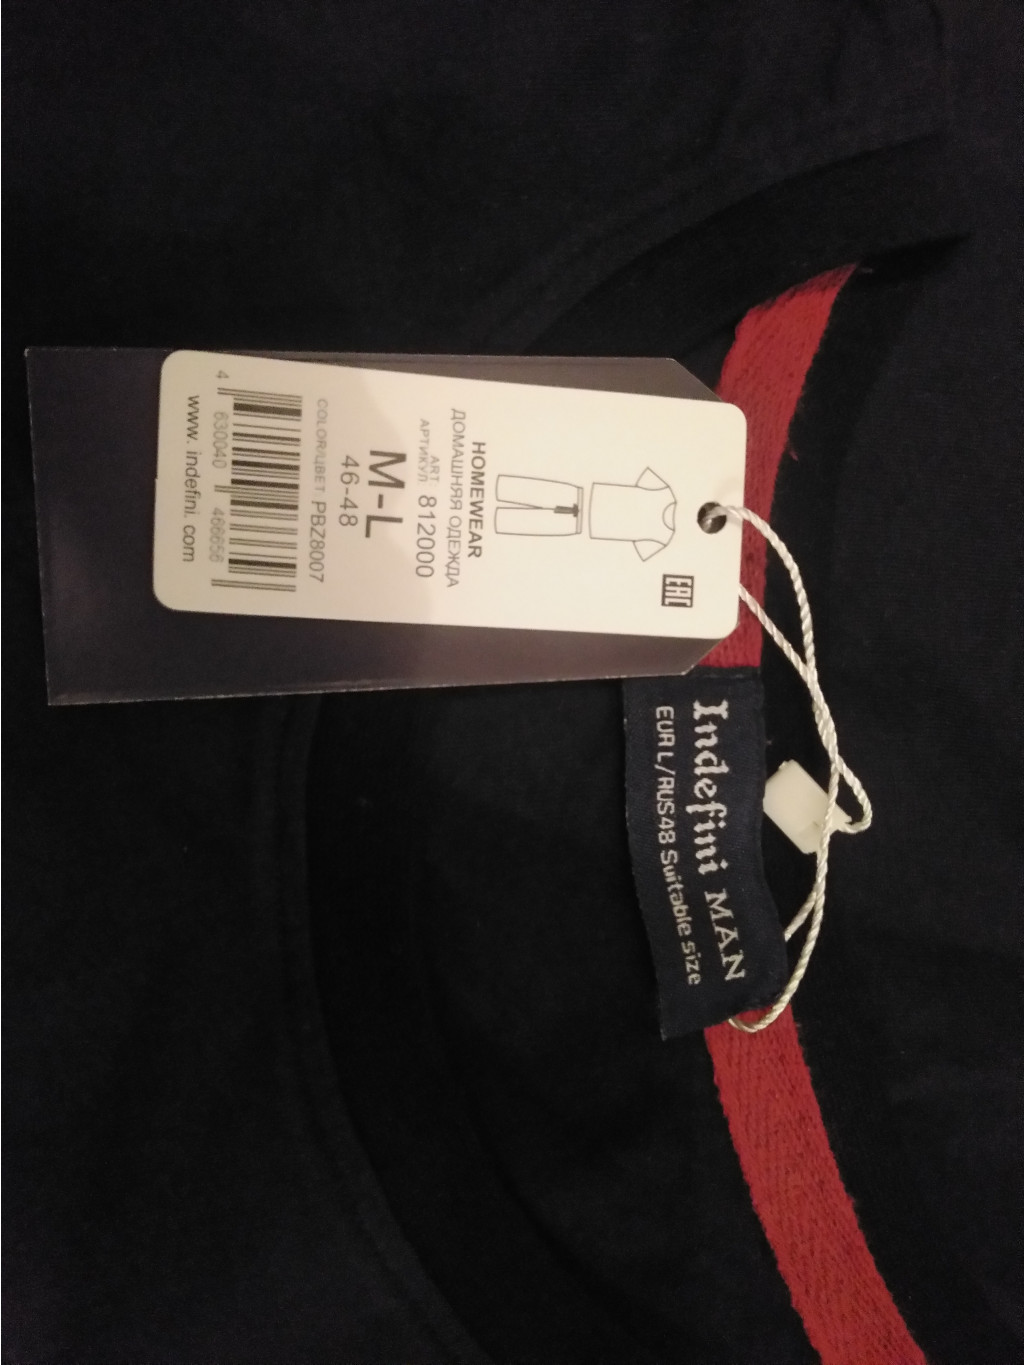 EAC
HOMEWEAR
ДОМАШНЯЯ ОДЕЖДА
ART:
АРТИКУЛ 812000
M-L
46-48
COLOR/ЦВЕТ PBZ8007
4 630040 466656
www. indefini. com
Indefini MAN
EUR L/RUS48 Suitable size